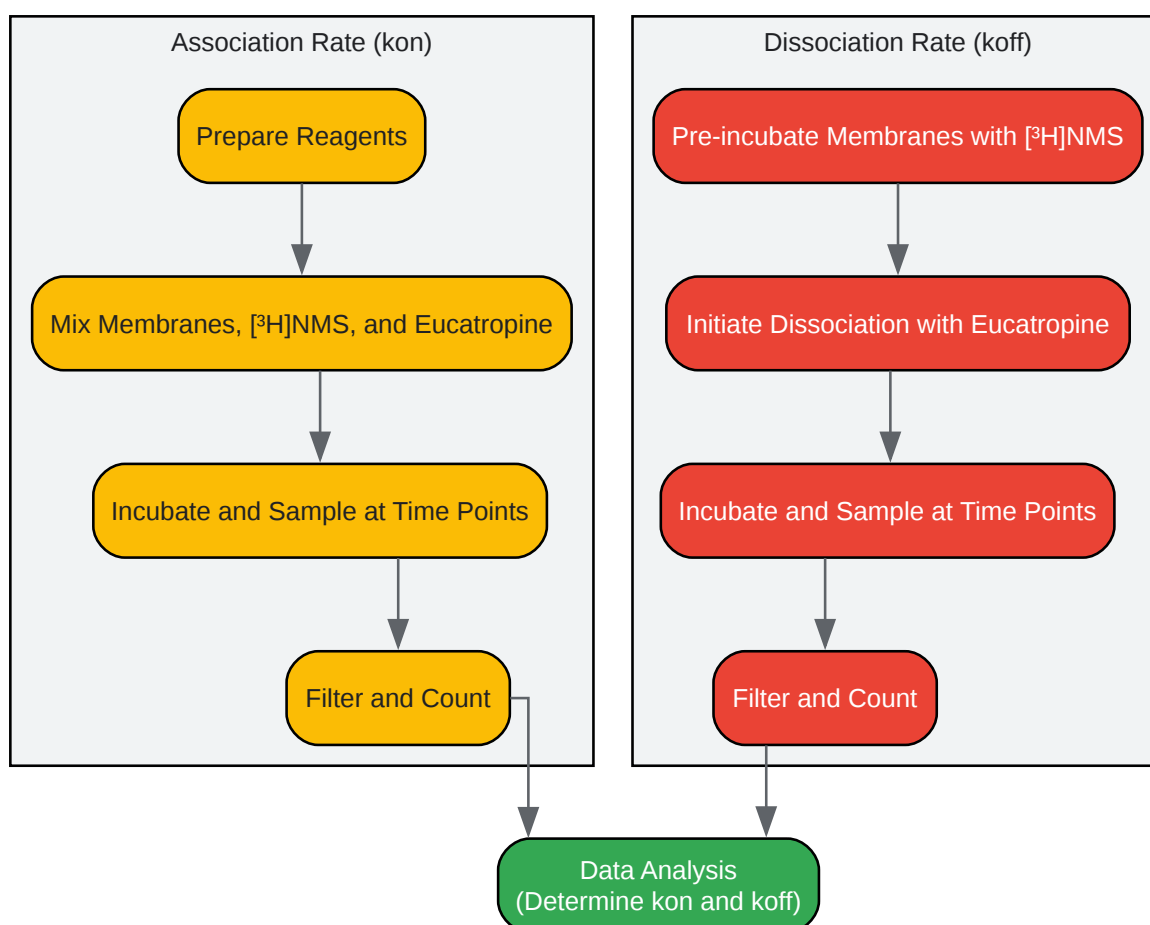 Association Rate (kon)
Prepare Reagents
Mix Membranes, [³H]NMS, and Eucatropine
Incubate and Sample at Time Points
Filter and Count
Dissociation Rate (koff)
Pre-incubate Membranes with [³H]NMS
Initiate Dissociation with Eucatropine
Incubate and Sample at Time Points
Filter and Count
Data Analysis
(Determine kon and koff)